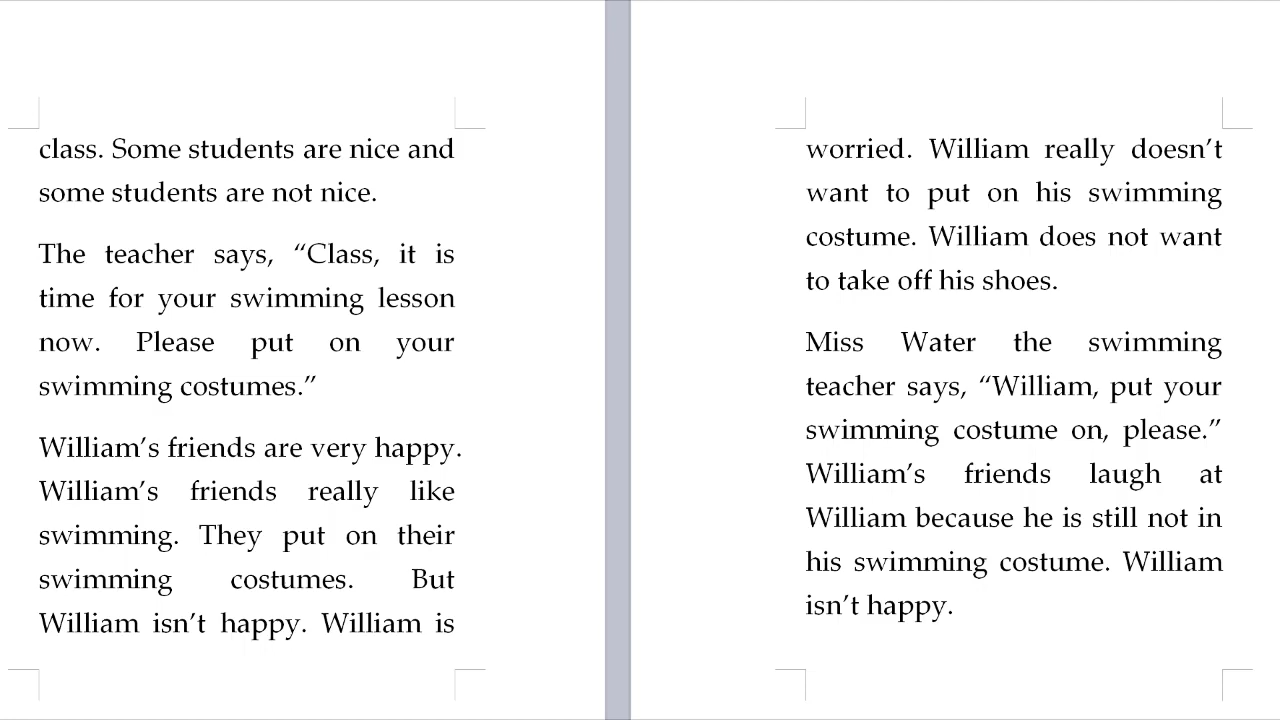 class. Some students are nice and
some students are not nice.
The teacher says, “Class, it is
time for your swimming lesson
now. Please put on your
swimming costumes.”
William’s friends are very happy.
William’s friends really like
swimming. They put on their
swimming costumes. But
William isn’t happy. William is
worried. William really doesn’t
want to put on his swimming
costume. William does not want
to take off his shoes.
Miss Water the swimming
teacher says, “William, put your
swimming costume on, please.”
William’s friends laugh at
William because he is still not in
his swimming costume. William
isn’t happy.